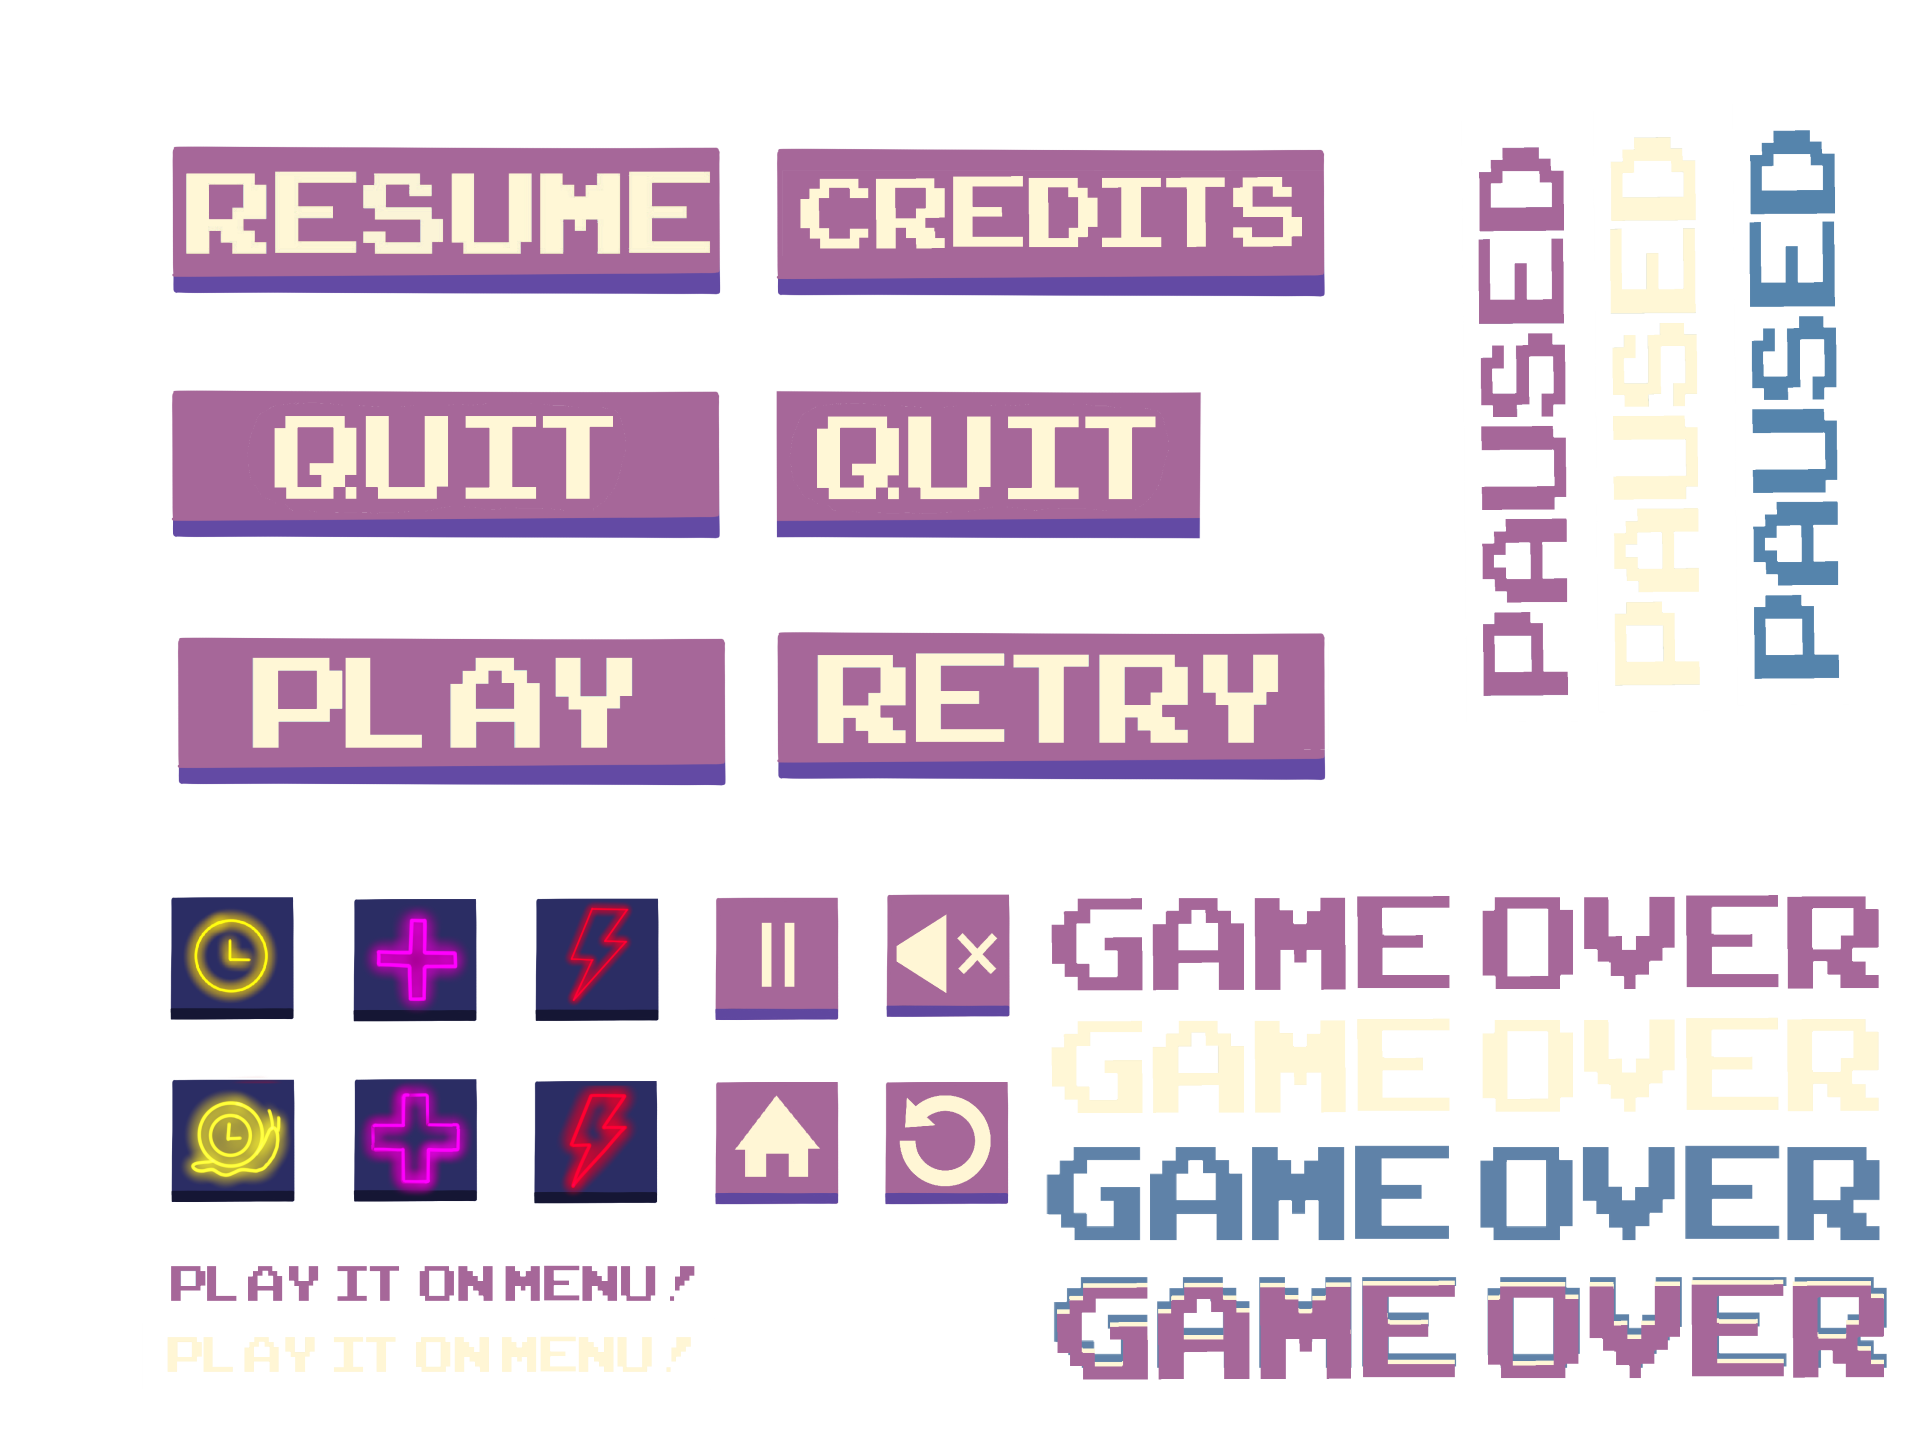 RESUME
CREDITS
QUIT
QUIT
PLAY
RETRY
PAUSED
PAUSED
PAUSED
GAME OVER
GAME OVER
GAME OVER
GAME OVER
PLAY IT ON MENU!
PLAY IT ON MENU!